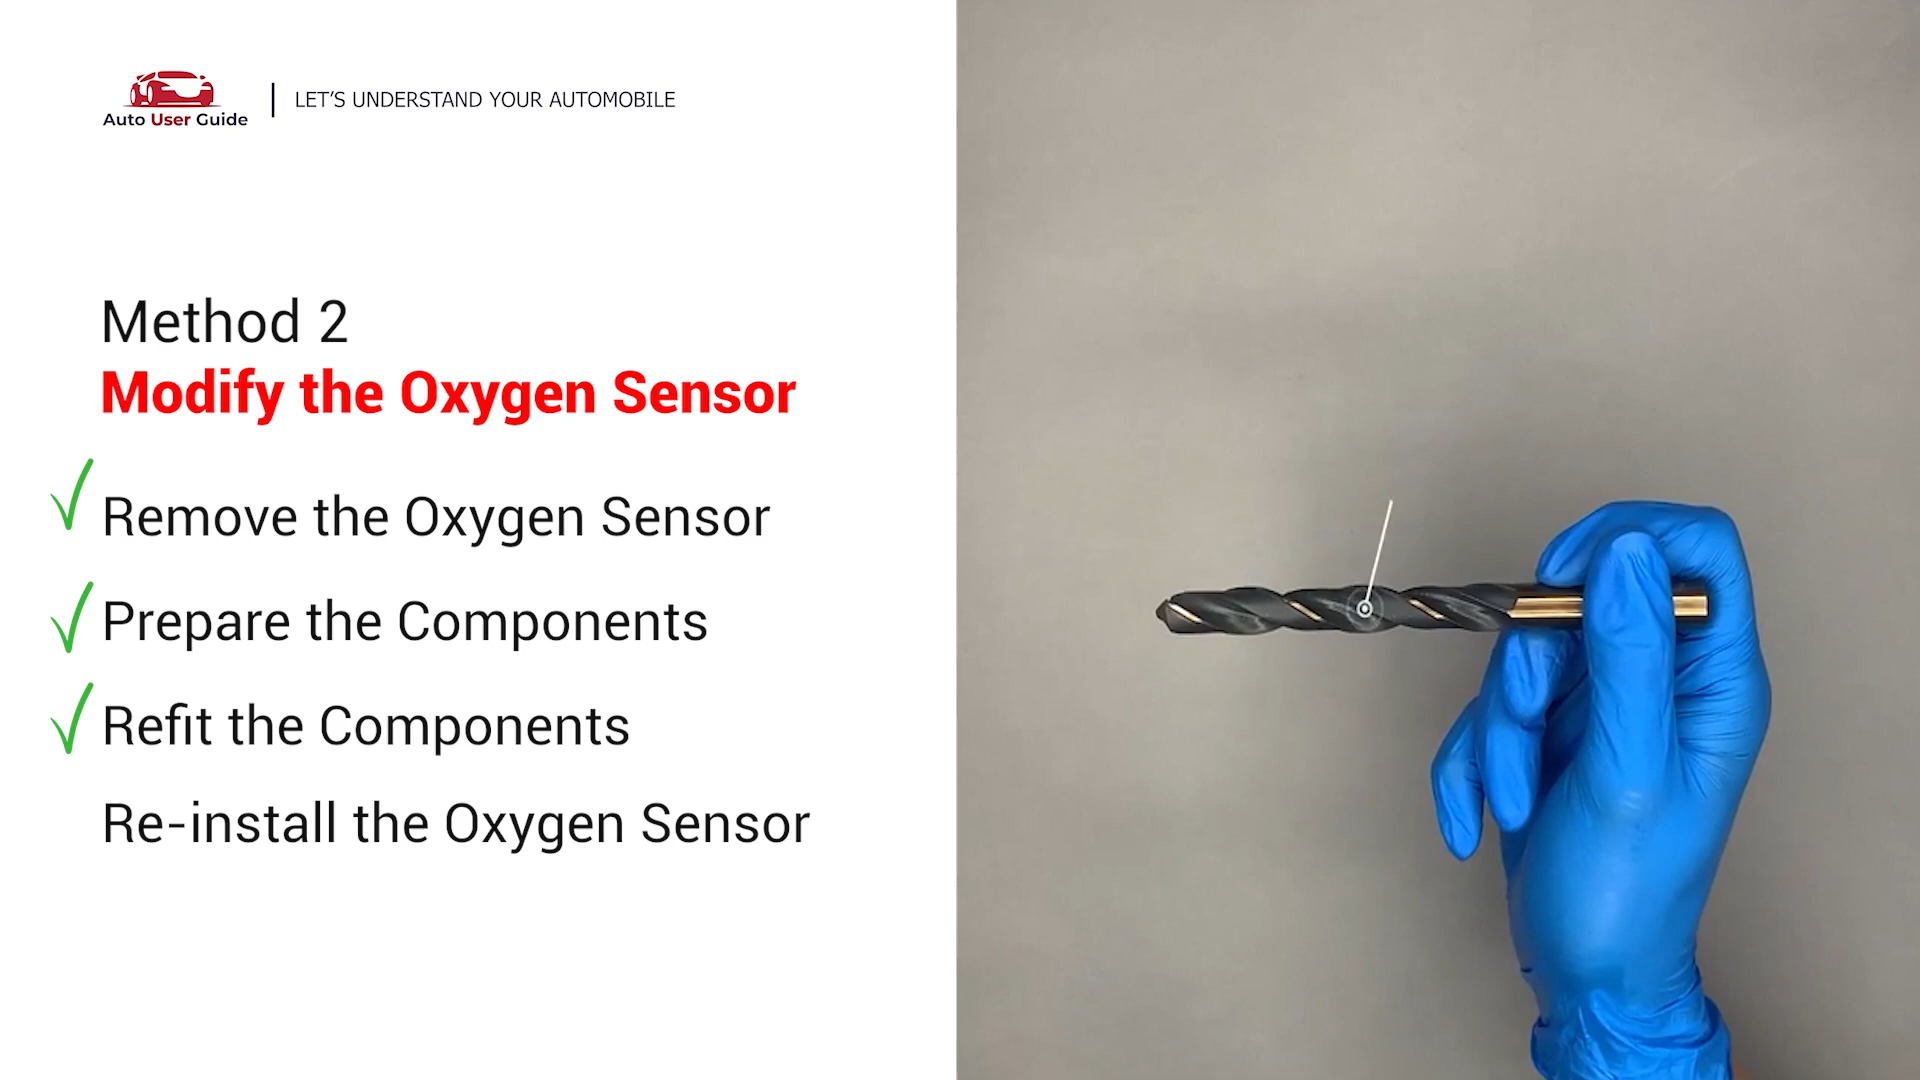 Auto User Guide
LET'S UNDERSTAND YOUR AUTOMOBILE
Method 2
Modify the Oxygen Sensor
Remove the Oxygen Sensor
Prepare the Components
Refit the Components
Re-install the Oxygen Sensor